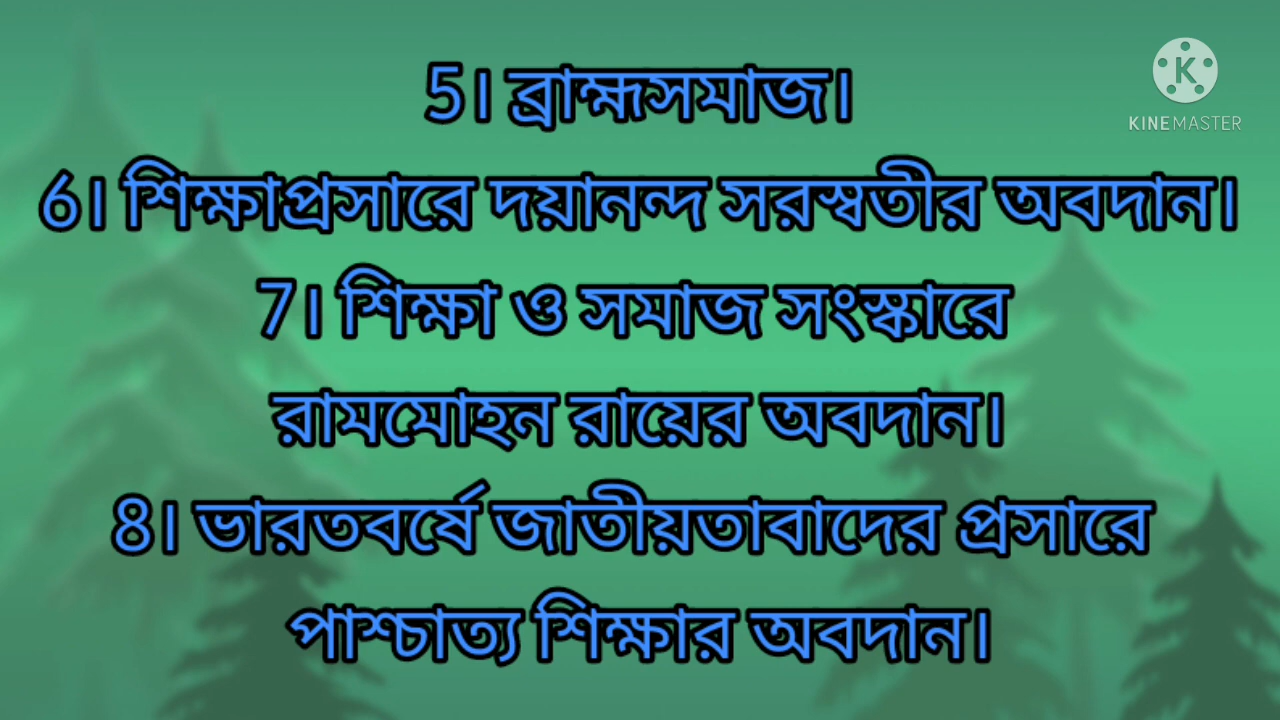 5। ব্রাহ্মসমাজ।
KINEMASTER
6। শিক্ষাপ্রসারে দয়ানন্দ সরস্বতীর অবদান।
7। শিক্ষা ও সমাজ সংস্কারে
রামমোহন রায়ের অবদান।
8। ভারতবর্ষে জাতীয়তাবাদের প্রসারে
পাশ্চাত্য শিক্ষার অবদান।